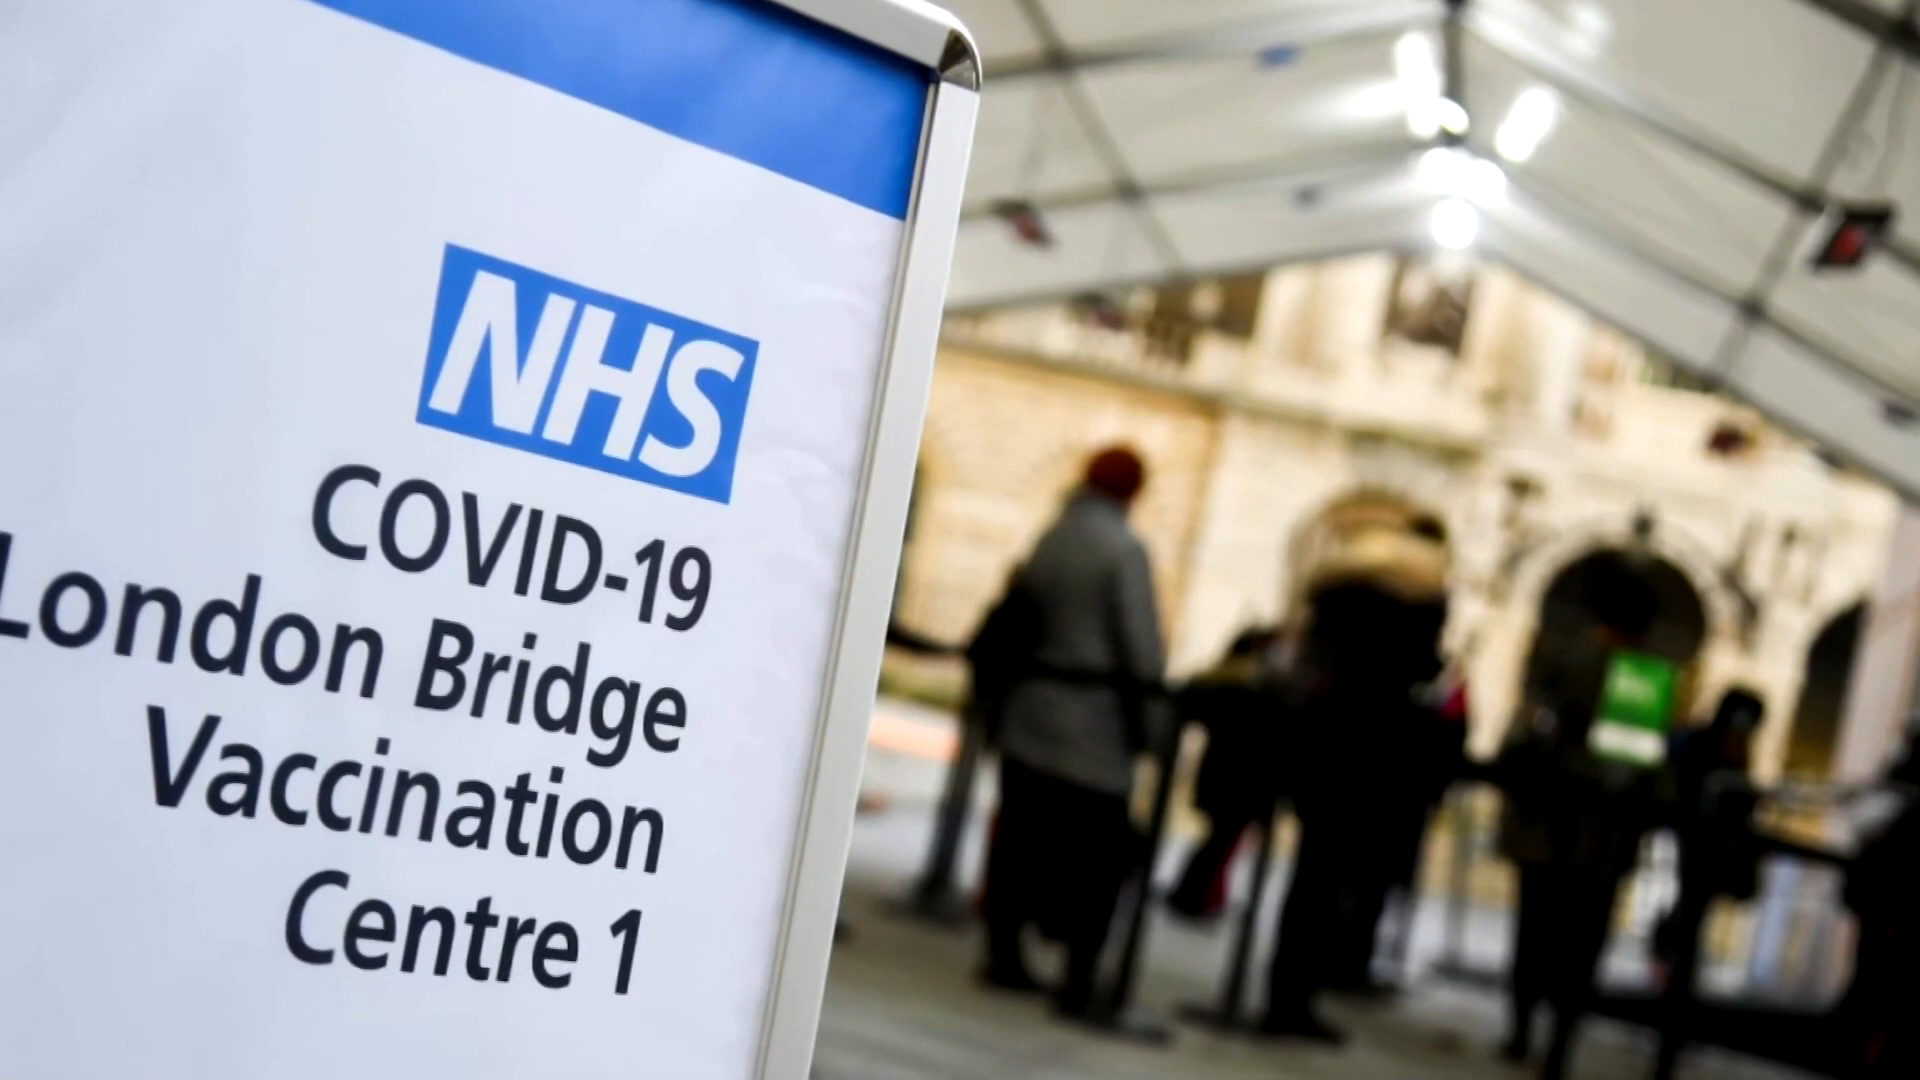 NHS
COVID-19
London Bridge
Vaccination
Centre 1